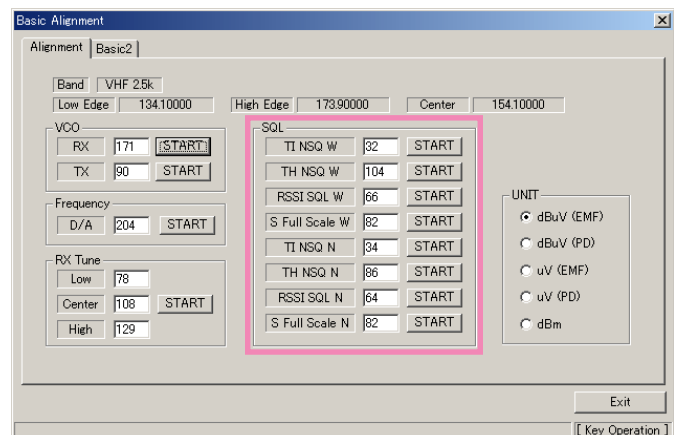 Basic Alignment
Alignment Basic2
Band VHF 2.5k
Low Edge 134.10000 High Edge 173.90000 Center 154.10000
VCO
RX 171 START
TX 90 START
Frequency
D/A 204 START
RX Tune
Low 78
Center 108 START
High 129
SQL
TI NSQ W 32 START
TH NSQ W 104 START
RSSI SQL W 66 START
S Full Scale W 82 START
TI NSQ N 34 START
TH NSQ N 86 START
RSSI SQL N 64 START
S Full Scale N 82 START
UNIT
dBuV (EMF)
dBuV (PD)
uV (EMF)
uV (PD)
dBm
Exit
[ Key Operation ]